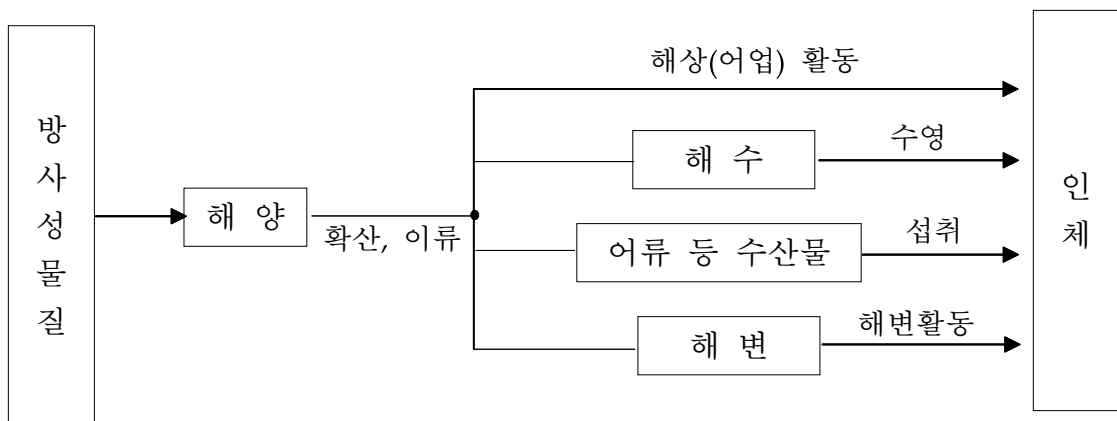 방사성물질
해 양
확산, 이류
해상(어업) 활동
해 수
수영
어류 등 수산물
섭취
해 변
해변활동
인체